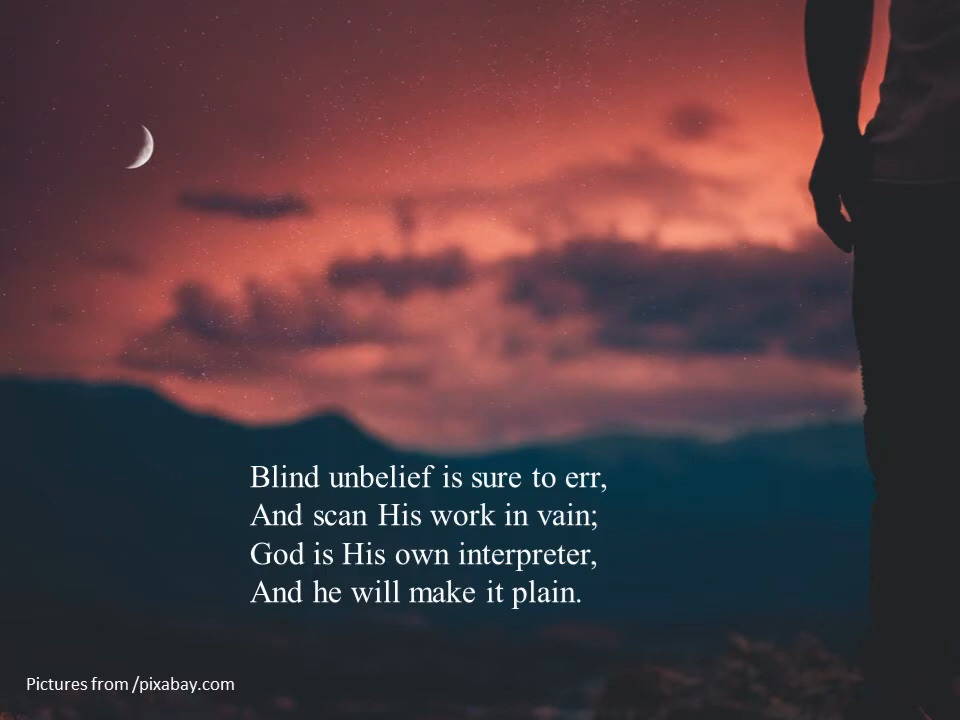 Blind unbelief is sure to err,
And scan His work in vain;
God is His own interpreter,
And he will make it plain.
Pictures from /pixabay.com